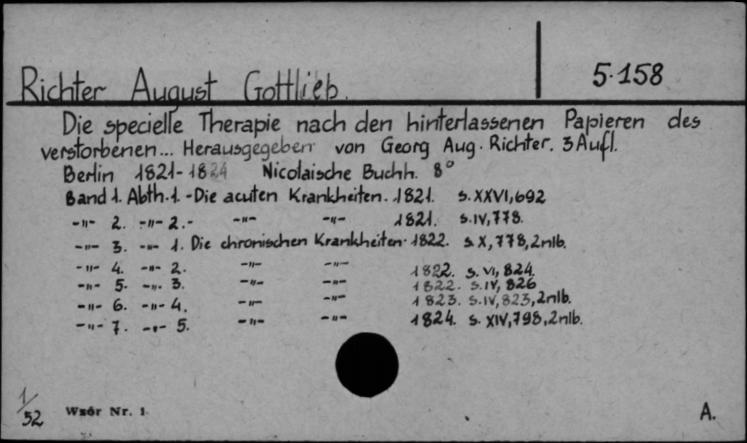 Richter August Gottlieb. 5.158
Die specielle Therapie nach den hinterlassenen Papieren des
verstorbenen... Herausgegeben von Georg Aug. Richter. 3 Aufl.
Berlin 1821-1824 Nicolaische Buchh. 8°
Band 1. Abth. 1. - Die acuten Krankheiten. 1821. s. XXVI, 692
-"- 2. -"- 2. - -"- -"- 1821. s. IV, 778.
-"- 3. -"- 1. Die chronischen Krankheiten. 1822. s. X, 778, 2nlb.
-"- 4. -"- 2. -"- -"- 1822. s. VI, 824.
-"- 5. -"- 3. -"- -"- 1822. s. IV, 826
-"- 6. -"- 4. -"- -"- 1823. s. IV, 823, 2nlb.
-"- 7. -"- 5. -"- -"- 1824. s. XIV, 798, 2nlb.
1/52 Wzór Nr. 1 A.